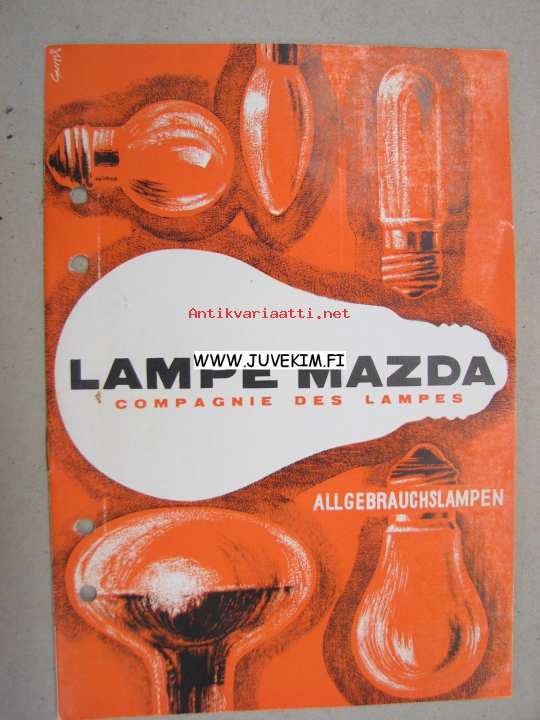 Antikvariaatti.net
WWW.JUVEKIM.FI
LAMPE MAZDA
COMPAGNIE DES LAMPES
ALLGEBRAUCHSLAMPEN